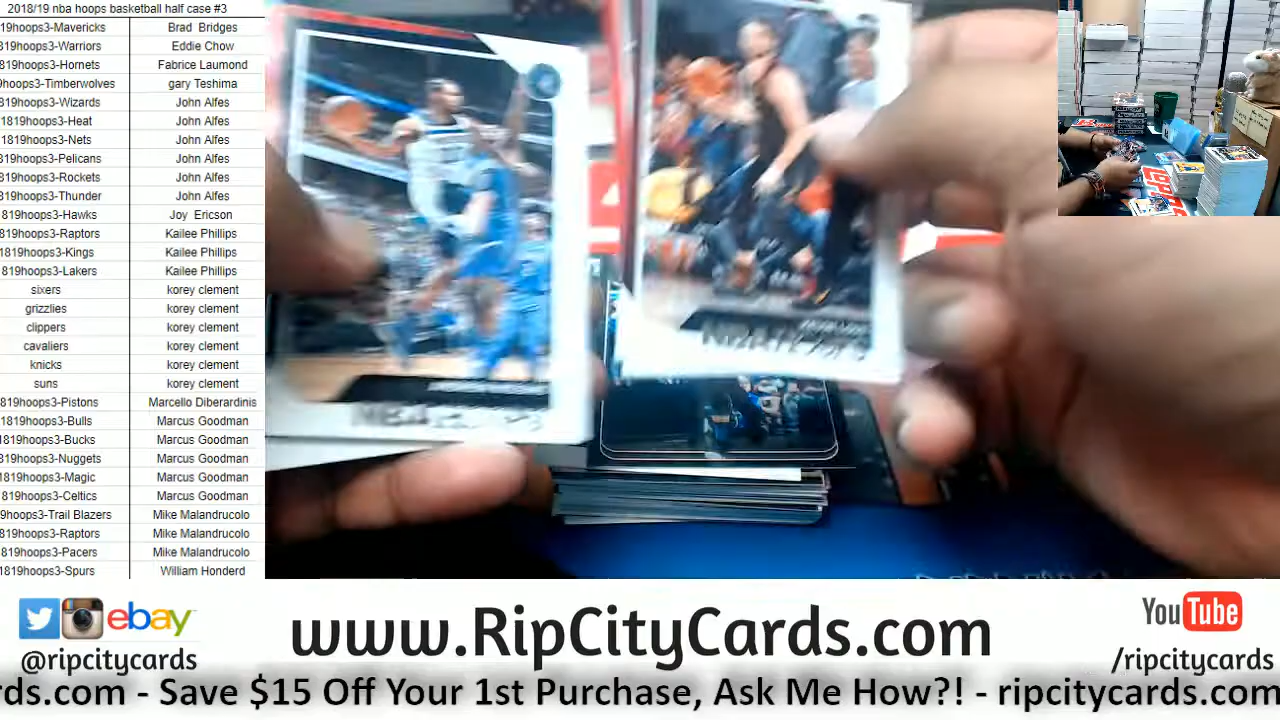 2018/19 nba hoops basketball half case #3
19hoops3-Mavericks Brad Bridges
819hoops3-Warriors Eddie Chow
819hoops3-Hornets Fabrice Laumond
9hoops3-Timberwolves gary Teshima
819hoops3-Wizards John Alfes
1819hoops3-Heat John Alfes
1819hoops3-Nets John Alfes
819hoops3-Pelicans John Alfes
819hoops3-Rockets John Alfes
819hoops3-Thunder John Alfes
819hoops3-Hawks Joy Ericson
819hoops3-Raptors Kailee Phillips
1819hoops3-Kings Kailee Phillips
819hoops3-Lakers Kailee Phillips
sixers korey clement
grizzlies korey clement
clippers korey clement
cavaliers korey clement
knicks korey clement
suns korey clement
819hoops3-Pistons Marcello Diberardinis
1819hoops3-Bulls Marcus Goodman
819hoops3-Bucks Marcus Goodman
819hoops3-Nuggets Marcus Goodman
1819hoops3-Magic Marcus Goodman
819hoops3-Celtics Marcus Goodman
9hoops3-Trail Blazers Mike Malandrucolo
819hoops3-Raptors Mike Malandrucolo
819hoops3-Pacers Mike Malandrucolo
1819hoops3-Spurs William Honderd
ebay
@ripcitycards
www.RipCityCards.com
YouTube
/ripcitycards
rds.com - Save $15 Off Your 1st Purchase, Ask Me How?! - ripcitycards.com